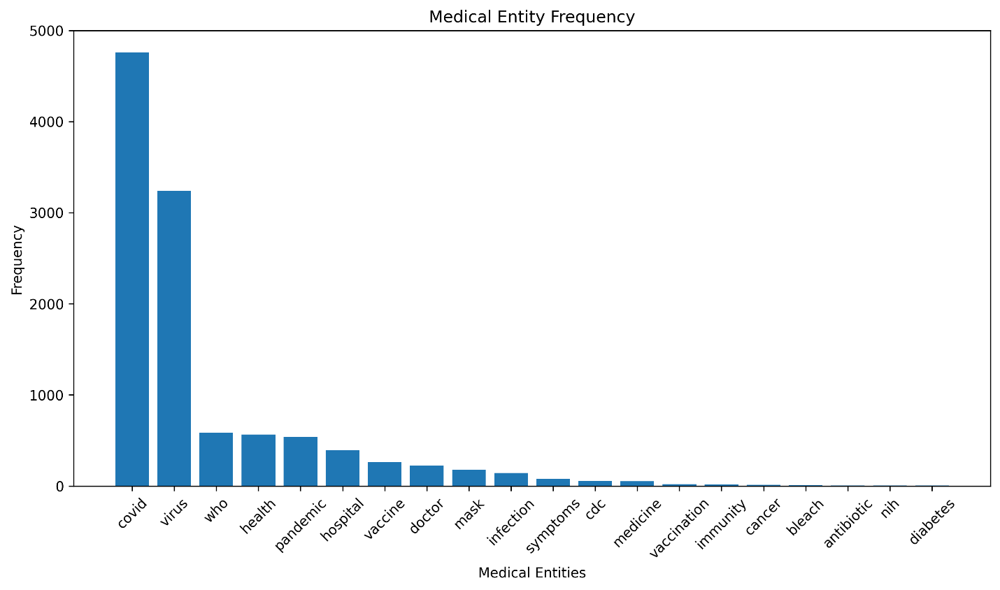 Medical Entity Frequency
5000
4000
3000
2000
1000
0
Frequency
covid
virus
who
health
pandemic
hospital
vaccine
doctor
mask
infection
symptoms
cdc
medicine
vaccination
immunity
cancer
bleach
antibiotic
nih
diabetes
Medical Entities